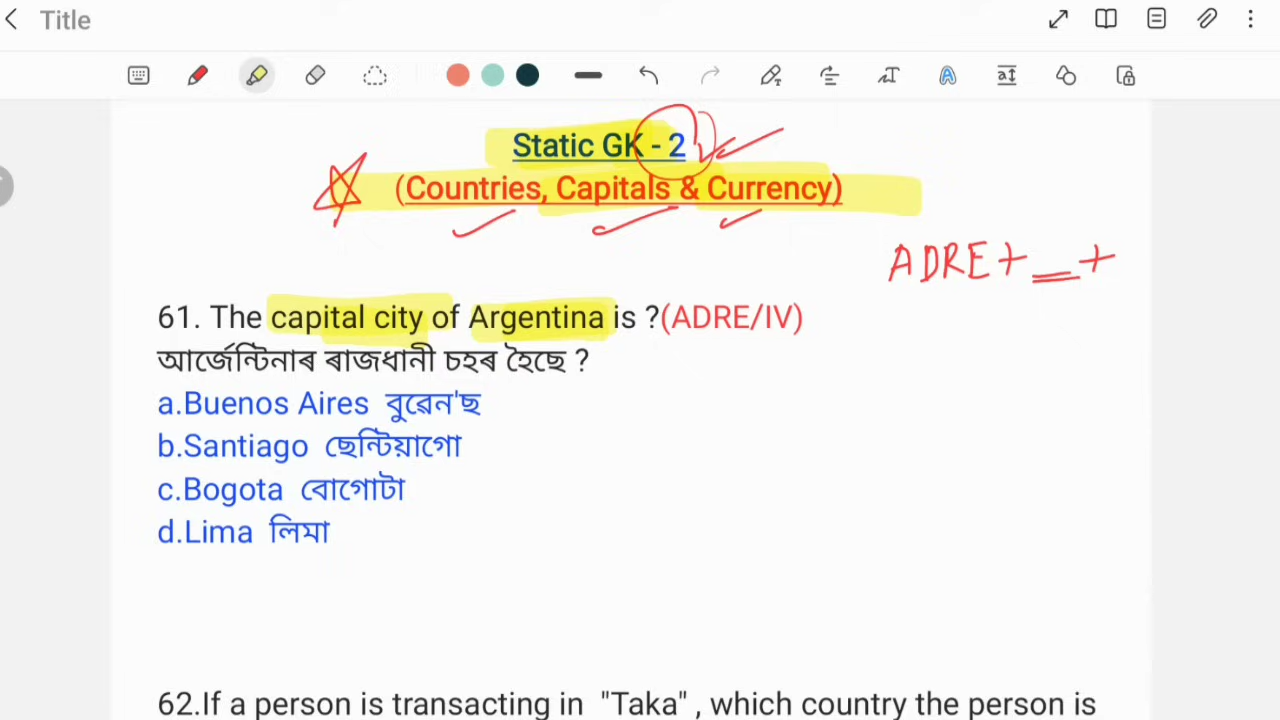 Title
Static GK - 2
(Countries, Capitals & Currency)
ADRE+__+
61. The capital city of Argentina is ?(ADRE/IV)
আৰ্জেন্টিনাৰ ৰাজধানী চহৰ হৈছে ?
a.Buenos Aires বুৱেন'ছ
b.Santiago ছেন্টিয়াগো
c.Bogota বোগোটা
d.Lima লিমা
62.If a person is transacting in "Taka" , which country the person is